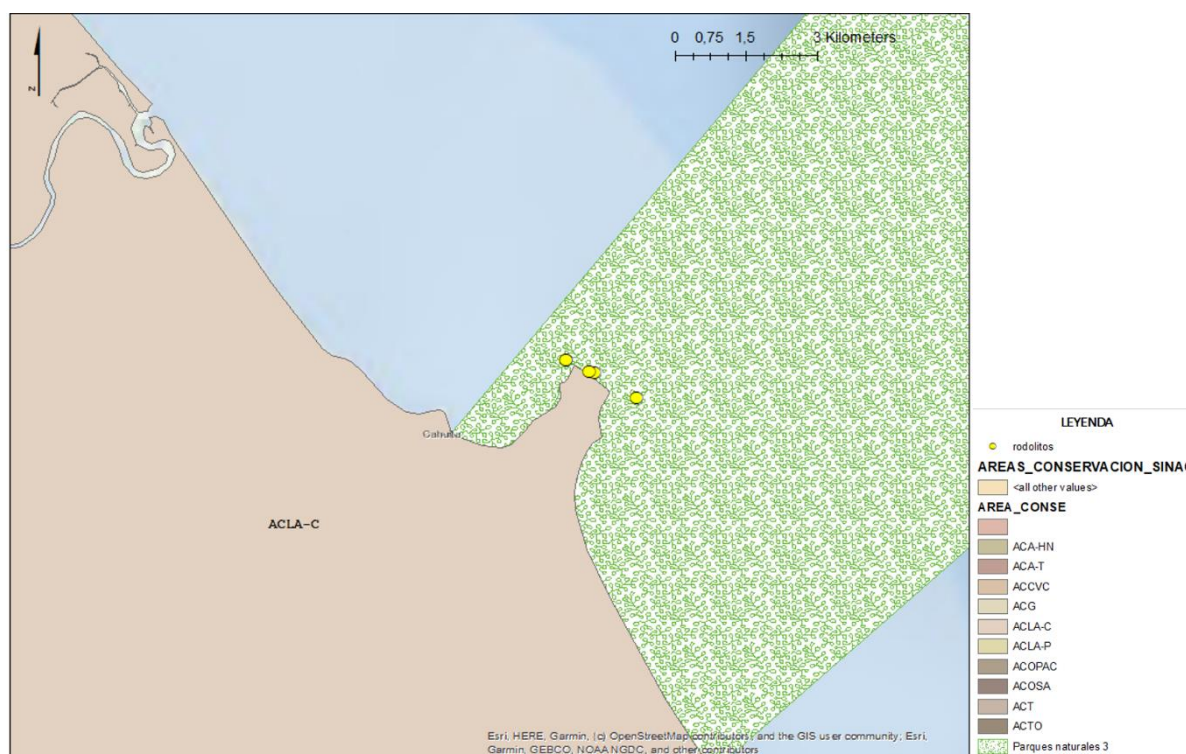 0 0,75 1,5 3 Kilometers
N
Cahuita
ACLA-C
Esri, HERE, Garmin, (c) OpenStreetMap contributors, and the GIS user community; Esri,
Garmin, GEBCO, NOAA NGDC, and other contributors
LEYENDA
rodolitos
AREAS_CONSERVACION_SINAC
<all other values>
AREA_CONSE
ACA-HN
ACA-T
ACCVC
ACG
ACLA-C
ACLA-P
ACOPAC
ACOSA
ACT
ACTO
Parques naturales 3